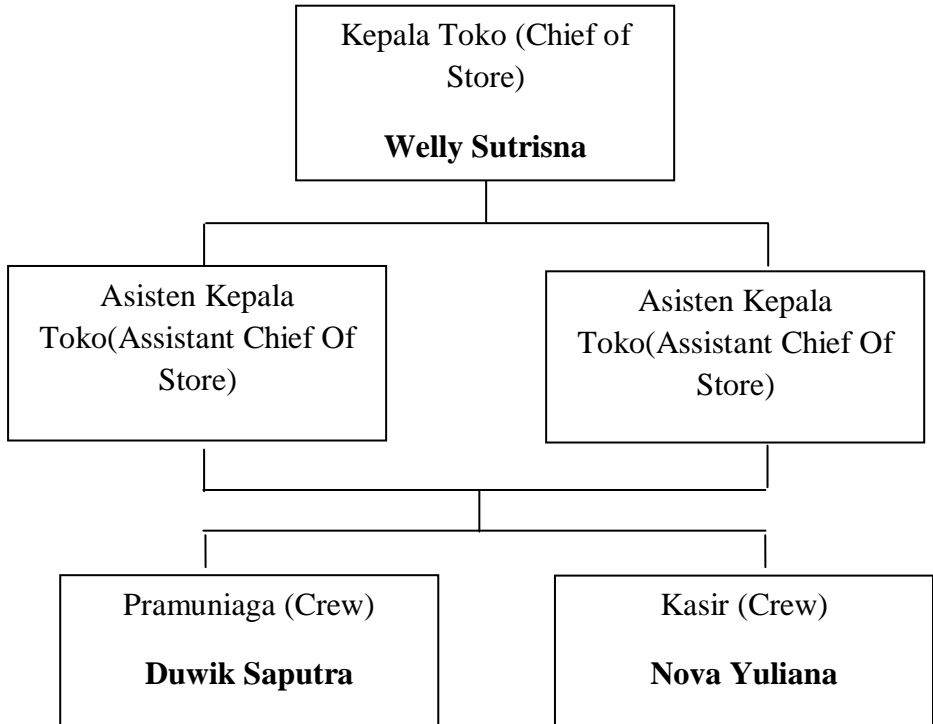 Kepala Toko (Chief of
Store)
Welly Sutrisna
Asisten Kepala
Toko(Assistant Chief Of
Store)
Asisten Kepala
Toko(Assistant Chief Of
Store)
Pramuniaga (Crew)
Duwik Saputra
Kasir (Crew)
Nova Yuliana